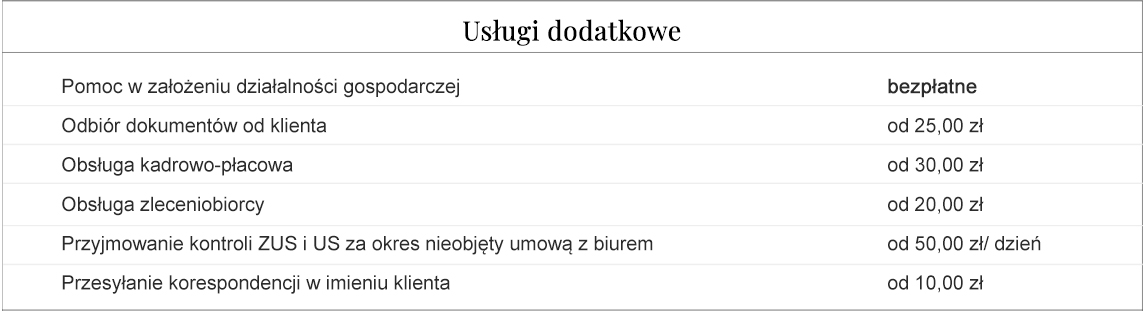 Usługi dodatkowe
Pomoc w założeniu działalności gospodarczej bezpłatne
Odbiór dokumentów od klienta od 25,00 zł
Obsługa kadrowo-płacowa od 30,00 zł
Obsługa zleceniobiorcy od 20,00 zł
Przyjmowanie kontroli ZUS i US za okres nieobjęty umową z biurem od 50,00 zł/ dzień
Przesyłanie korespondencji w imieniu klienta od 10,00 zł